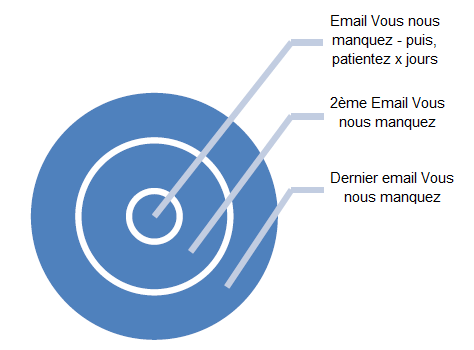 Email Vous nous
manquez - puis,
patientez x jours
2ème Email Vous
nous manquez
Dernier email Vous
nous manquez